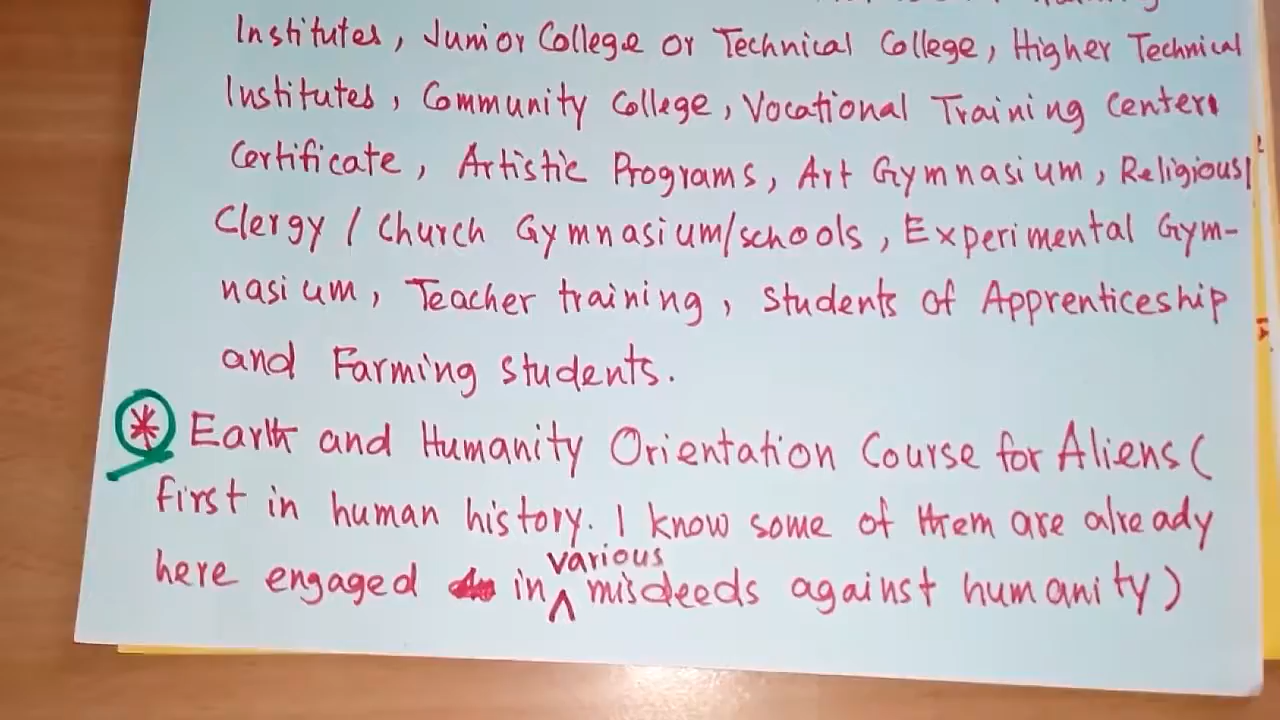 Institutes, Junior College or Technical College, Higher Technical
Institutes, Community College, Vocational Training Center,
Certificate, Artistic Programs, Art Gymnasium, Religious/
Clergy / Church Gymnasium/schools, Experimental Gym-
nasium, Teacher training, Students of Apprenticeship
and Farming students.
* Earth and Humanity Orientation Course for Aliens (
first in human history. I know some of them are already
here engaged in various misdeeds against humanity)